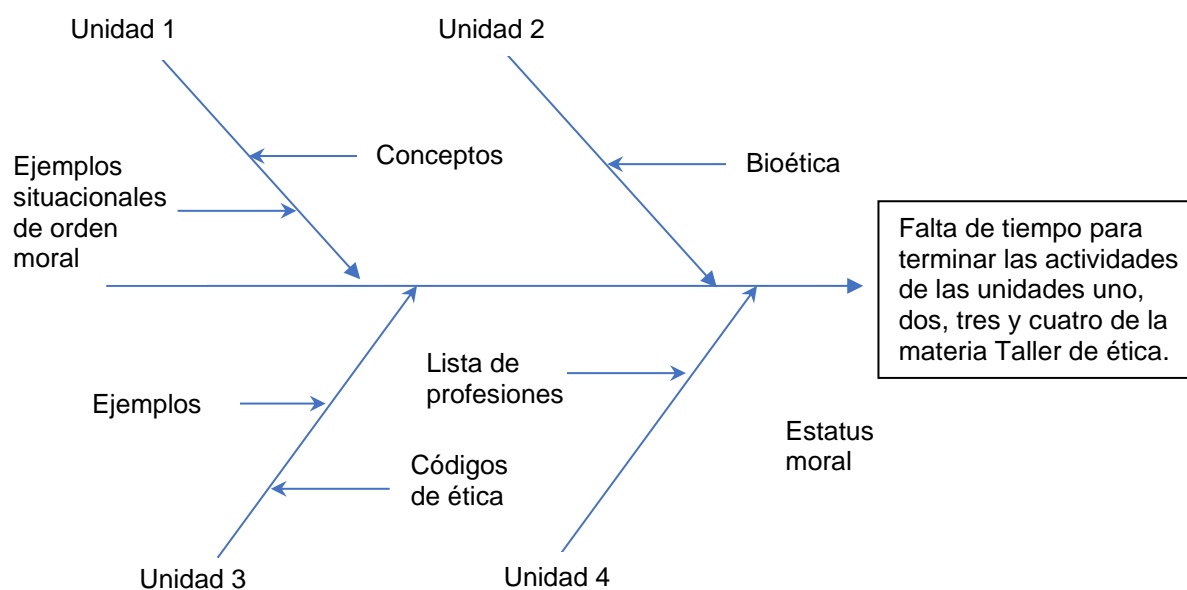 Unidad 1
Unidad 2
Conceptos
Bioética
Ejemplos
situacionales
de orden
moral
Falta de tiempo para
terminar las actividades
de las unidades uno,
dos, tres y cuatro de la
materia Taller de ética.
Lista de
profesiones
Ejemplos
Estatus
moral
Códigos
de ética
Unidad 3
Unidad 4